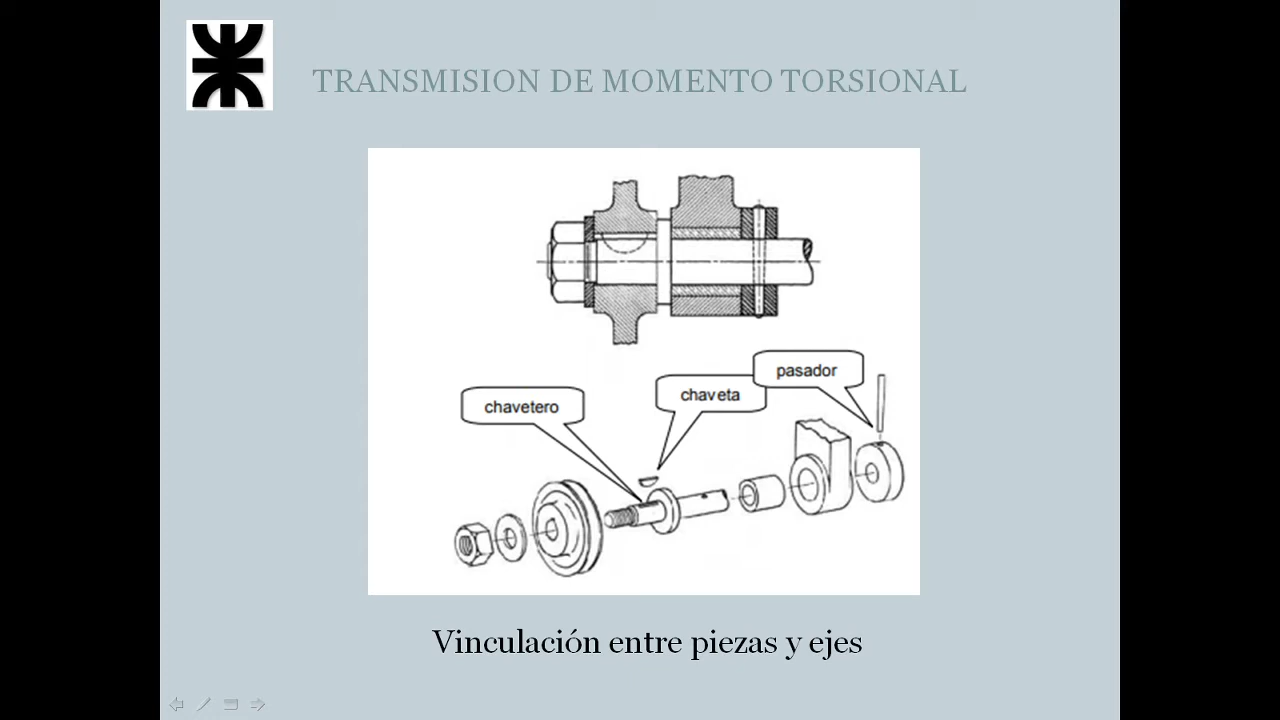 TRANSMISION DE MOMENTO TORSIONAL
pasador
chaveta
chavetero
Vinculación entre piezas y ejes